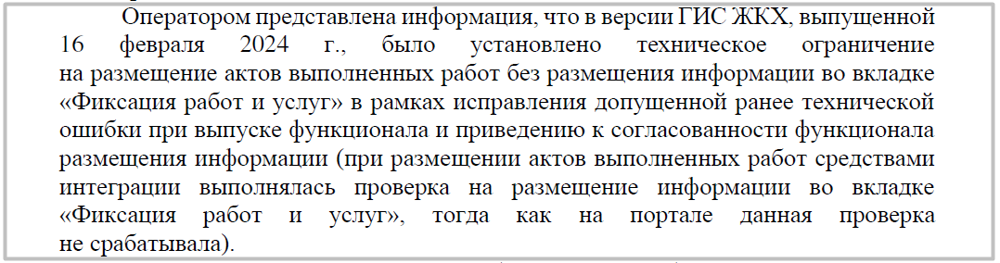 Оператором представлена информация, что в версии ГИС ЖКХ, выпущенной
16 февраля 2024 г., было установлено техническое ограничение
на размещение актов выполненных работ без размещения информации во вкладке
«Фиксация работ и услуг» в рамках исправления допущенной ранее технической
ошибки при выпуске функционала и приведению к согласованности функционала
размещения информации (при размещении актов выполненных работ средствами
интеграции выполнялась проверка на размещение информации во вкладке
«Фиксация работ и услуг», тогда как на портале данная проверка
не срабатывала).